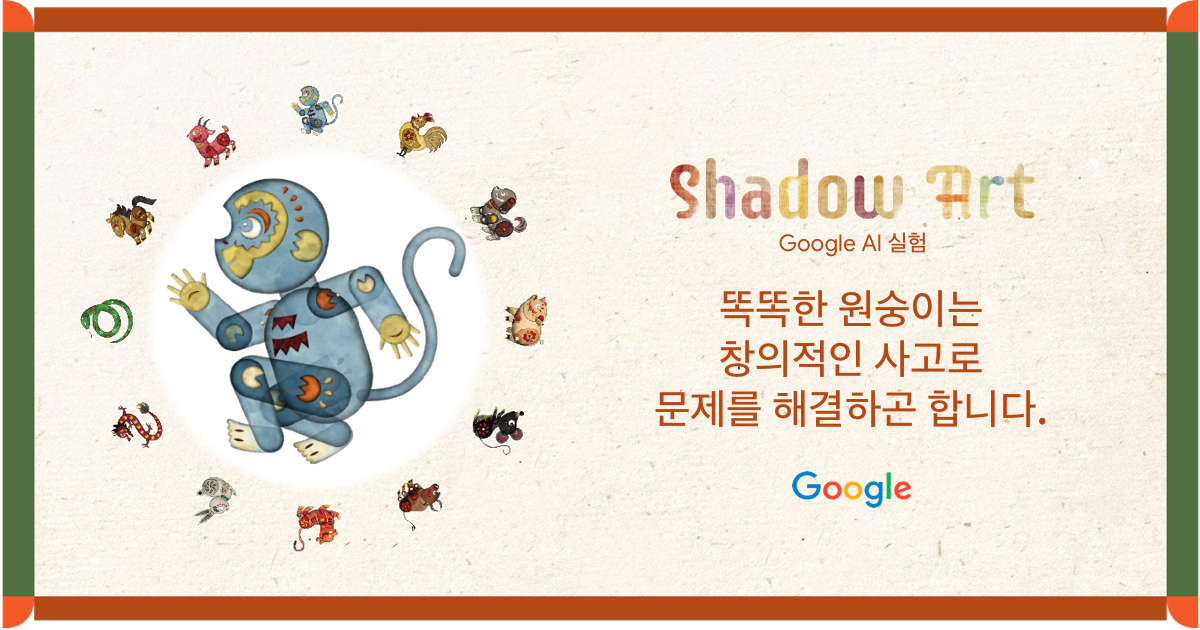 Shadow Art
Google AI 실험
똑똑한 원숭이는
창의적인 사고로
문제를 해결하곤 합니다.
Google